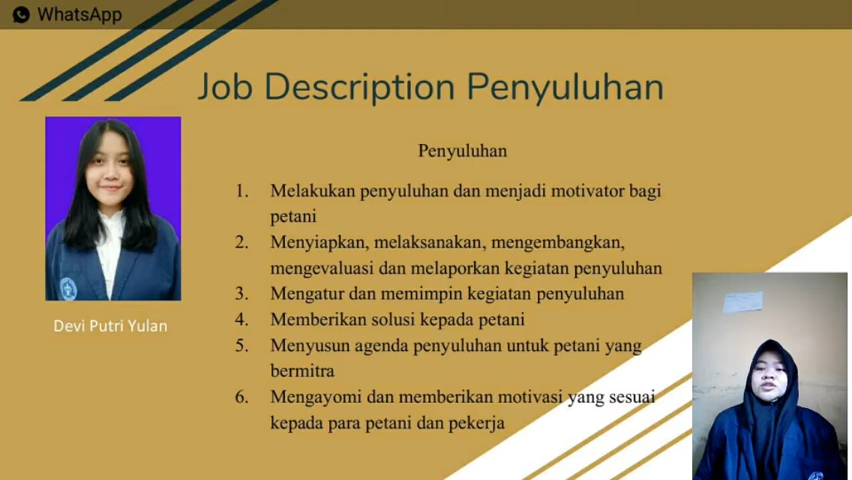 WhatsApp
Job Description Penyuluhan
Penyuluhan
1. Melakukan penyuluhan dan menjadi motivator bagi
petani
2. Menyiapkan, melaksanakan, mengembangkan,
mengevaluasi dan melaporkan kegiatan penyuluhan
3. Mengatur dan memimpin kegiatan penyuluhan
4. Memberikan solusi kepada petani
5. Menyusun agenda penyuluhan untuk petani yang
bermitra
6. Mengayomi dan memberikan motivasi yang sesuai
kepada para petani dan pekerja
Devi Putri Yulan